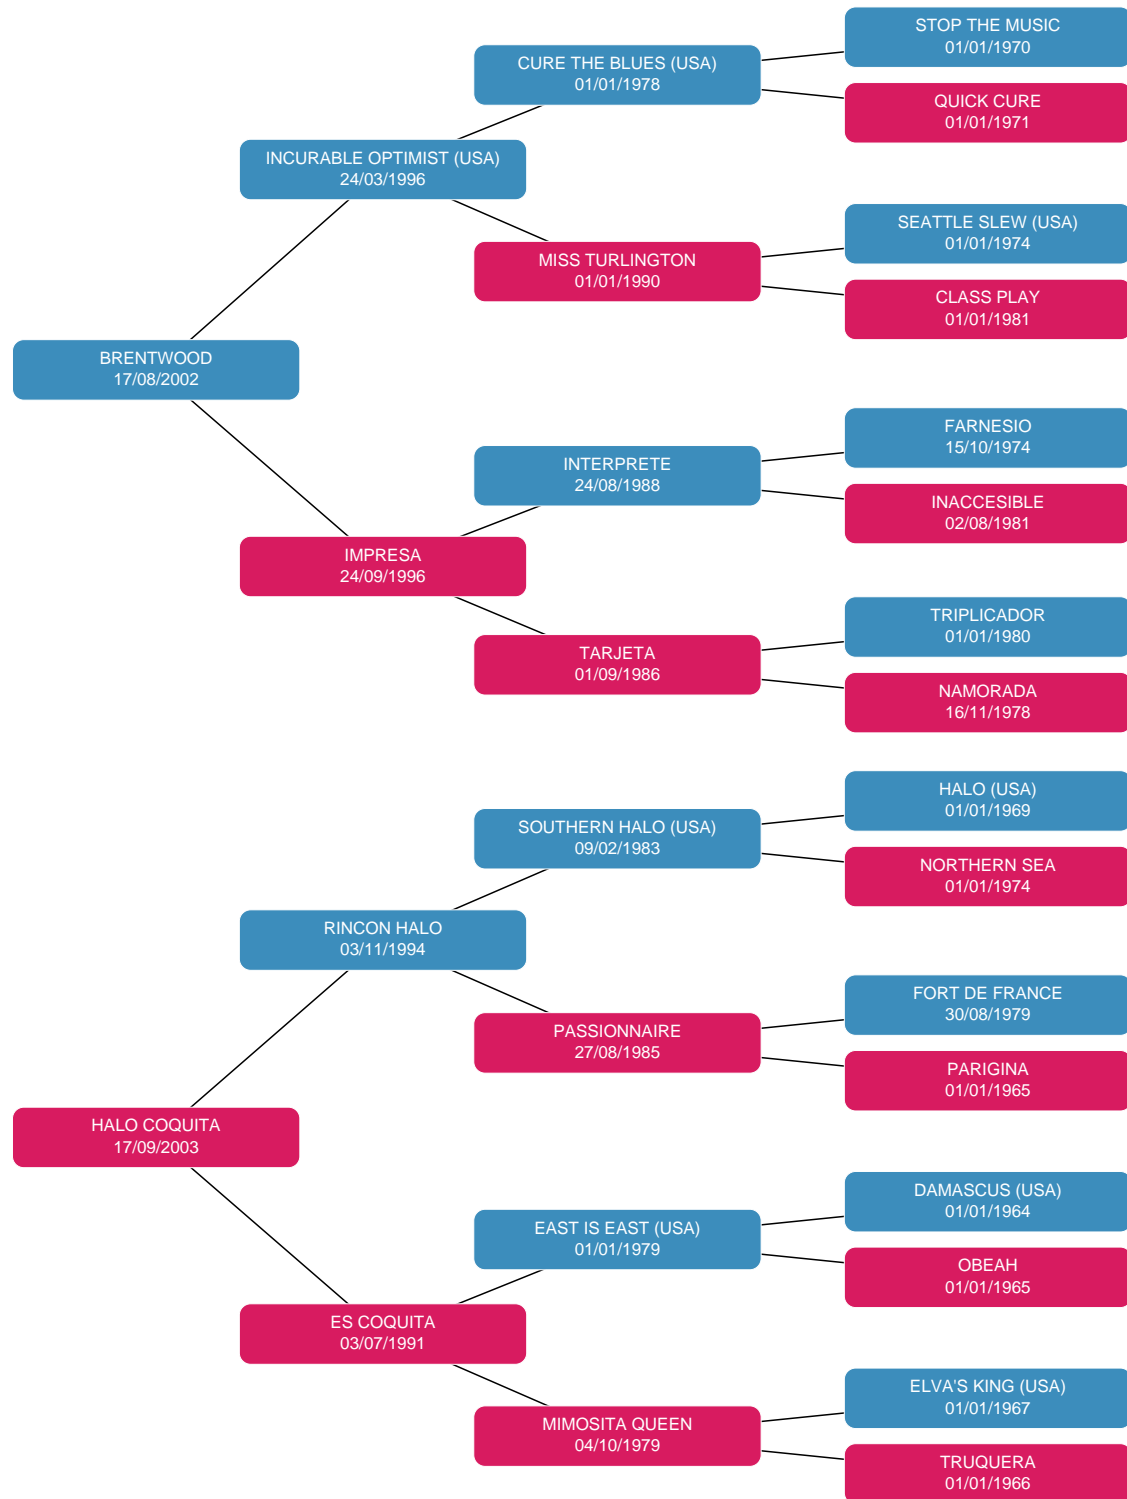 STOP THE MUSIC
01/01/1970
CURE THE BLUES (USA)
01/01/1978
QUICK CURE
01/01/1971
INCURABLE OPTIMIST (USA)
24/03/1996
SEATTLE SLEW (USA)
01/01/1974
MISS TURLINGTON
01/01/1990
CLASS PLAY
01/01/1981
BRENTWOOD
17/08/2002
FARNESIO
15/10/1974
INTERPRETE
24/08/1988
INACCESIBLE
02/08/1981
IMPRESA
24/09/1996
TRIPLICADOR
01/01/1980
TARJETA
01/09/1986
NAMORADA
16/11/1978
HALO (USA)
01/01/1969
SOUTHERN HALO (USA)
09/02/1983
NORTHERN SEA
01/01/1974
RINCON HALO
03/11/1994
FORT DE FRANCE
30/08/1979
PASSIONNAIRE
27/08/1985
PARIGINA
01/01/1965
HALO COQUITA
17/09/2003
DAMASCUS (USA)
01/01/1964
EAST IS EAST (USA)
01/01/1979
OBEAH
01/01/1965
ES COQUITA
03/07/1991
ELVA'S KING (USA)
01/01/1967
MIMOSITA QUEEN
04/10/1979
TRUQUERA
01/01/1966